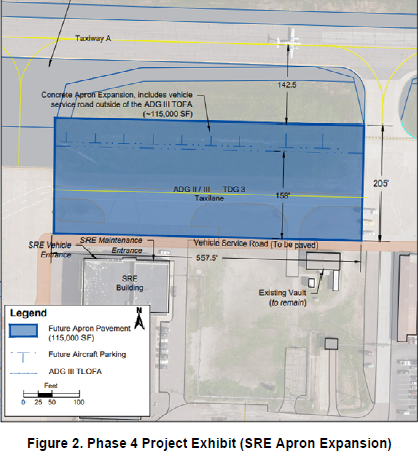 Taxiway A
142.5
Concrete Apron Expansion, includes vehicle
service road outside of the ADG III TOFA
(~115,000 SF)
ADG II / III TDG 3
Taxilane
158'
205'
SRE Vehicle
Entrance
SRE Maintenance
Entrance
Vehicle Service Road (To be paved)
557.5'
SRE
Building
Existing Vault
(to remain)
Legend
N
Future Apron Pavement
(115,000 SF)
Future Aircraft Parking
ADG III TLOFA
Feet
0 25 50 100
Figure 2. Phase 4 Project Exhibit (SRE Apron Expansion)